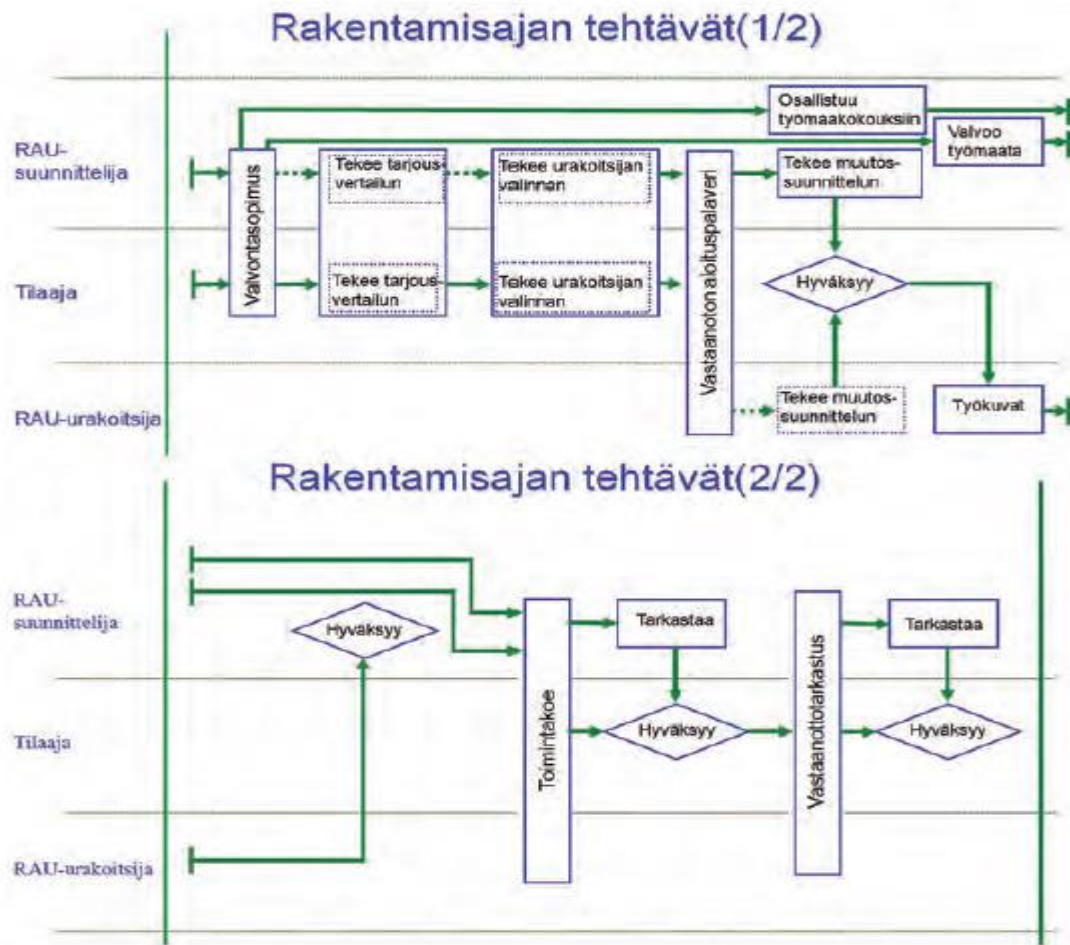 Rakentamisajan tehtävät(1/2)
RAU-
suunnittelija
Tilaaja
RAU-urakoitsija
Valvontasopimus
Tekee tarjous-
vertailun
Tekee tarjous-
vertailun
Tekee urakoitsijan
valinnan
Tekee urakoitsijan
valinnan
Vastaanoton aloituspalaveri
Osallistuu
työmaakokouksiin
Valvoo
työmaata
Tekee muutos-
suunnittelun
Hyväksyy
Tekee muutos-
suunnittelun
Työkuvat
Rakentamisajan tehtävät(2/2)
RAU-
suunnittelija
Tilaaja
RAU-urakoitsija
Hyväksyy
Toimintakoe
Tarkastaa
Hyväksyy
Vastaanottotarkastus
Tarkastaa
Hyväksyy